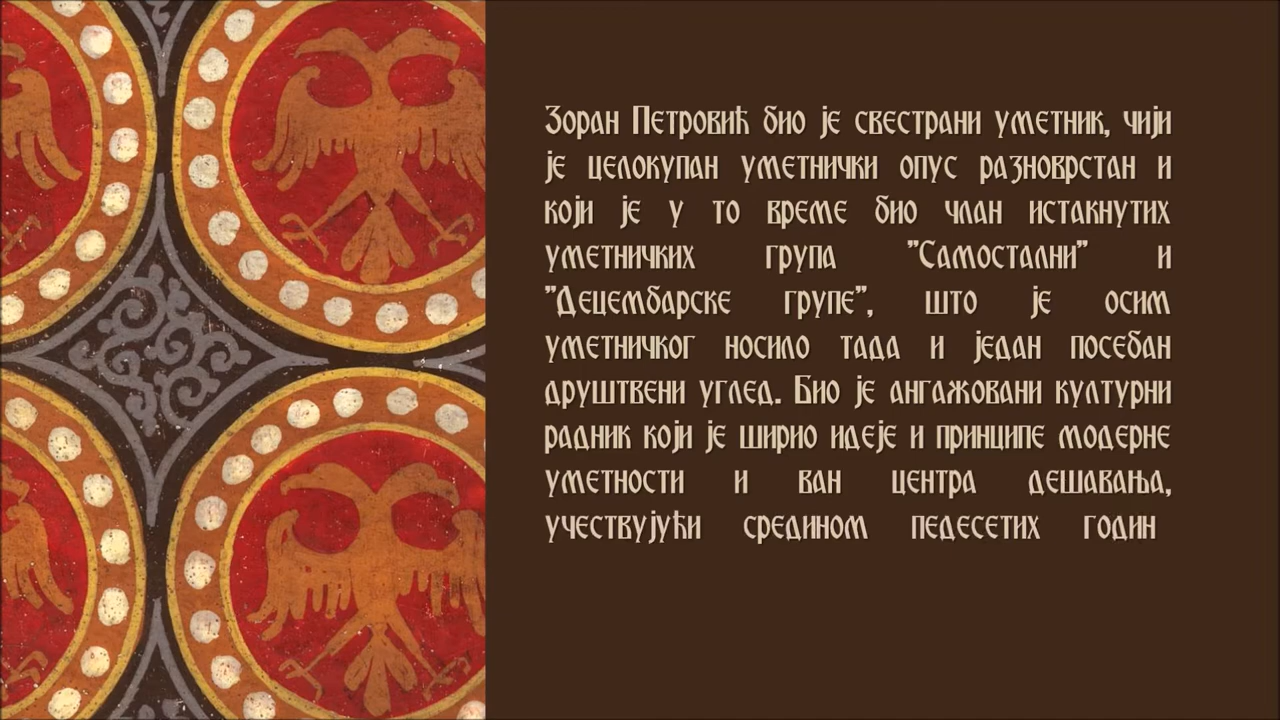 Зоран Петровић био је свестрани уметник, чији
је целокупан уметнички опус разноврстан и
који је у то време био члан истакнутих
уметничких група "Самостални" и
"Децембарске групе", што је осим
уметничког носило тада и један посебан
друштвени углед. Био је ангажовани културни
радник који је ширио идеје и принципе модерне
уметности и ван центра дешавања,
учествујући средином педесетих годин